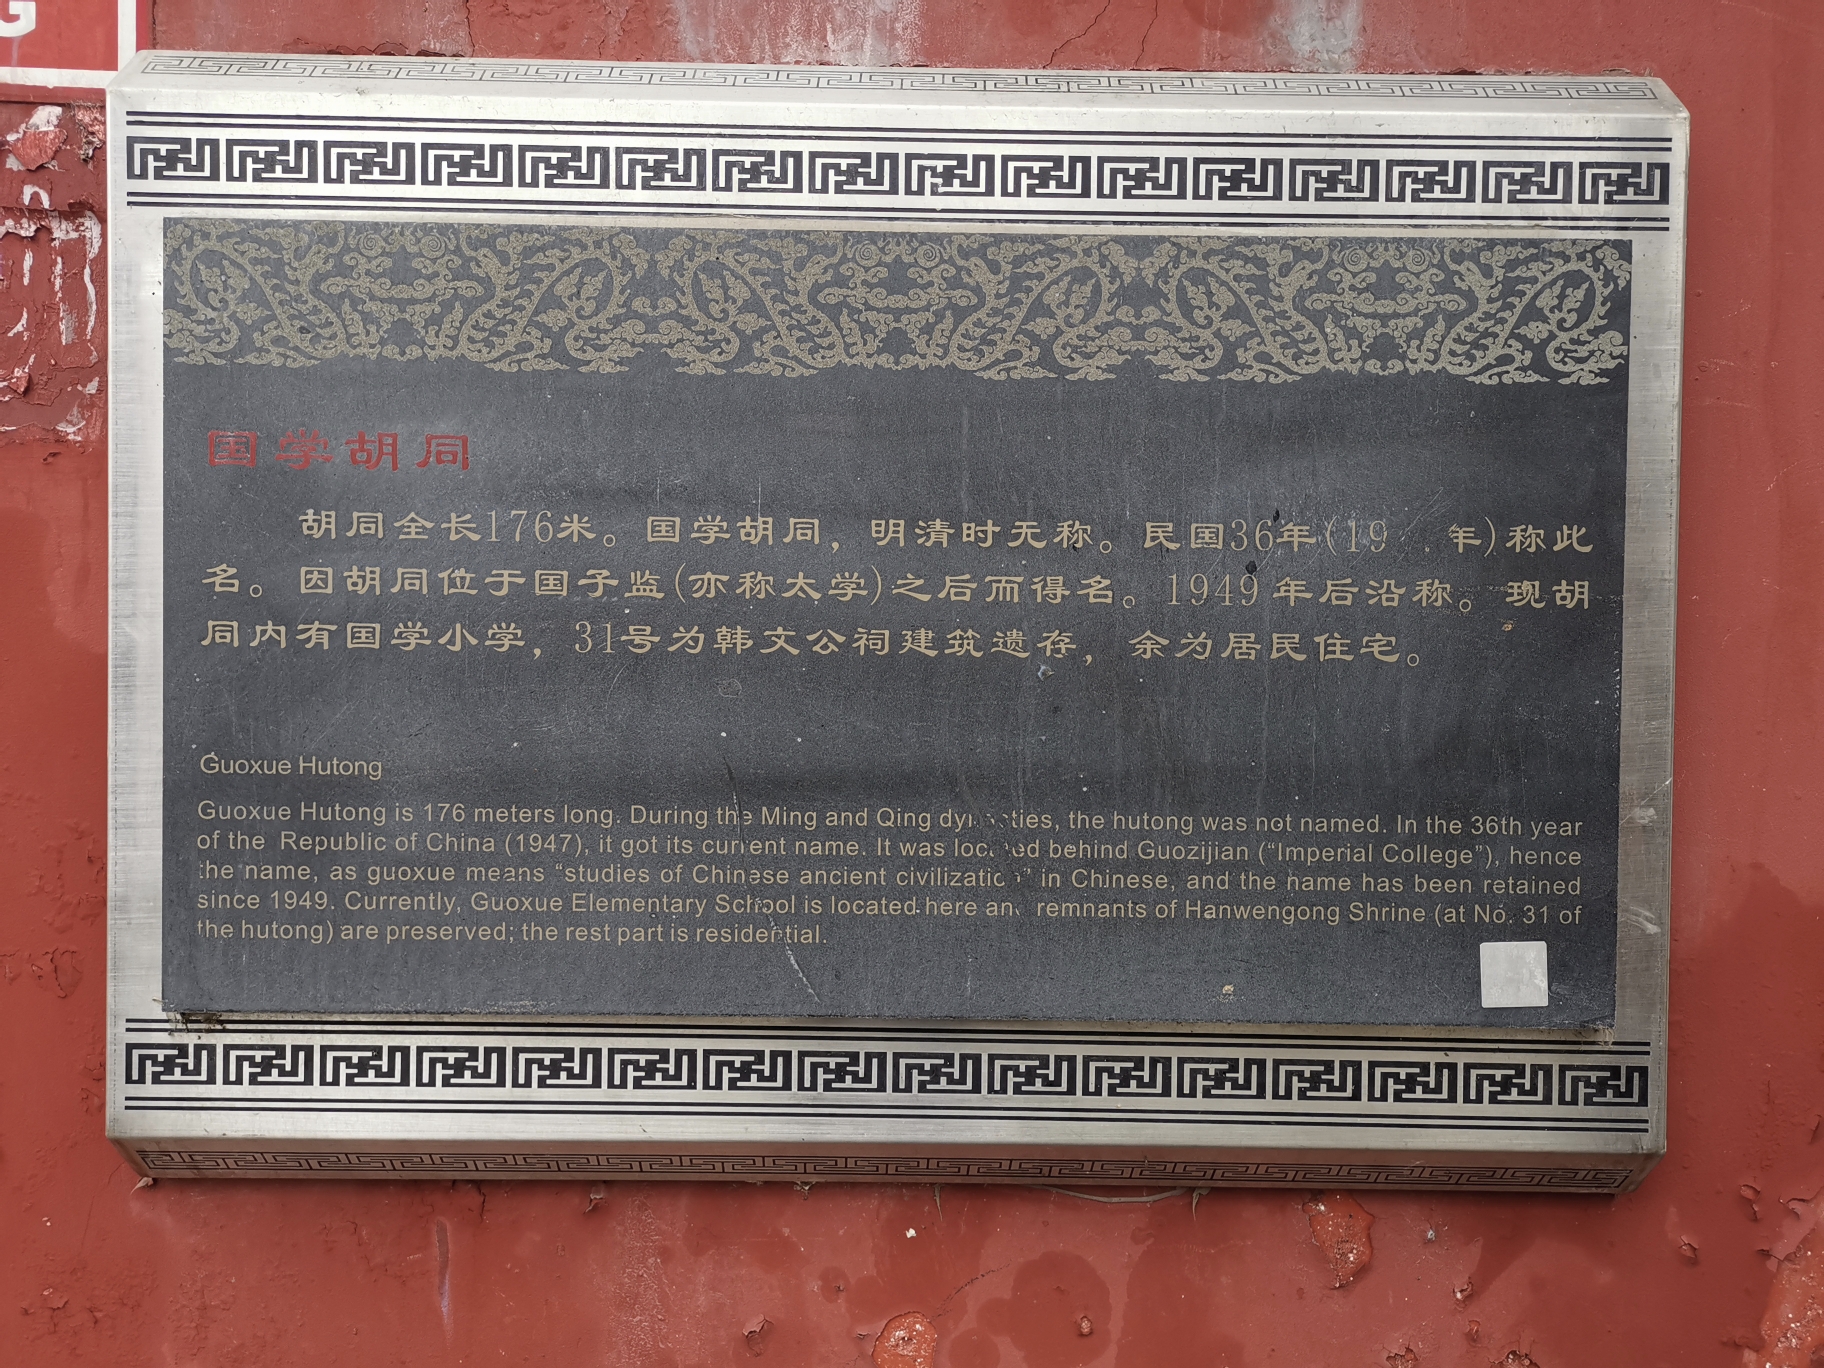 G
国学胡同
胡同全长176米。国学胡同，明清时无称。民国36年(19 年)称此
名。因胡同位于国子监(亦称太学)之后而得名。1949年后沿称。现胡
同内有国学小学，31号为韩文公祠建筑遗存，余为居民住宅。
Guoxue Hutong
Guoxue Hutong is 176 meters long. During the Ming and Qing dynasties, the hutong was not named. In the 36th year
of the Republic of China (1947), it got its current name. It was located behind Guozijian (“Imperial College”), hence
the name, as guoxue means “studies of Chinese ancient civilization” in Chinese, and the name has been retained
since 1949. Currently, Guoxue Elementary School is located here and remnants of Hanwengong Shrine (at No. 31 of
the hutong) are preserved; the rest part is residential.